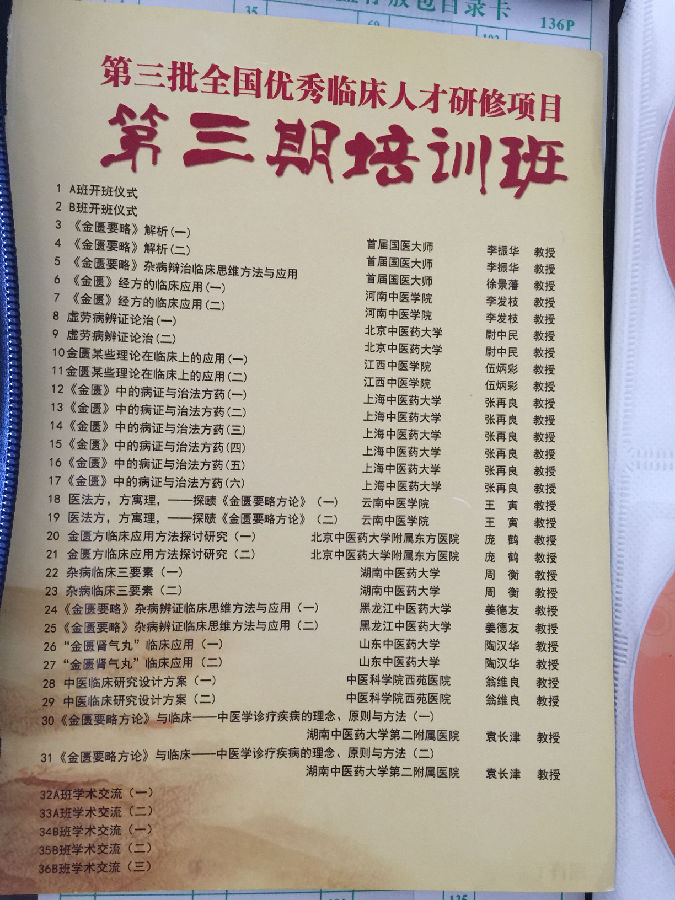 35
存放包目录卡
69
136P
103
第三批全国优秀临床人才研修项目
第三期培训班
1 A班开班仪式
2 B班开班仪式
3 《金匮要略》解析(一) 首届国医大师 李振华 教授
4 《金匮要略》解析(二) 首届国医大师 李振华 教授
5 《金匮要略》杂病辩治临床思维方法与应用 首届国医大师 徐景藩 教授
6 《金匮》经方的临床应用(一) 河南中医学院 李发枝 教授
7 《金匮》经方的临床应用(二) 河南中医学院 李发枝 教授
8 虚劳病辨证论治(一) 北京中医药大学 尉中民 教授
9 虚劳病辨证论治(二) 北京中医药大学 尉中民 教授
10金匮某些理论在临床上的应用(一) 江西中医学院 伍炳彩 教授
11金匮某些理论在临床上的应用(二) 江西中医学院 伍炳彩 教授
12《金匮》中的病证与治法方药(一) 上海中医药大学 张再良 教授
13《金匮》中的病证与治法方药(二) 上海中医药大学 张再良 教授
14《金匮》中的病证与治法方药(三) 上海中医药大学 张再良 教授
15《金匮》中的病证与治法方药(四) 上海中医药大学 张再良 教授
16《金匮》中的病证与治法方药(五) 上海中医药大学 张再良 教授
17《金匮》中的病证与治法方药(六) 上海中医药大学 张再良 教授
18 医法方，方寓理，——探赜《金匮要略方论》（一） 云南中医学院 王 寅 教授
19 医法方，方寓理，——探赜《金匮要略方论》（二） 云南中医学院 王 寅 教授
20 金匮方临床应用方法探讨研究（一） 北京中医药大学附属东方医院 庞 鹤 教授
21 金匮方临床应用方法探讨研究（二） 北京中医药大学附属东方医院 庞 鹤 教授
22 杂病临床三要素（一） 湖南中医药大学 周 衡 教授
23 杂病临床三要素（二） 湖南中医药大学 周 衡 教授
24《金匮要略》杂病辨证临床思维方法与应用（一） 黑龙江中医药大学 姜德友 教授
25《金匮要略》杂病辨证临床思维方法与应用（二） 黑龙江中医药大学 姜德友 教授
26“金匮肾气丸”临床应用（一） 山东中医药大学 陶汉华 教授
27“金匮肾气丸”临床应用（二） 山东中医药大学 陶汉华 教授
28 中医临床研究设计方案（一） 中医科学院西苑医院 翁维良 教授
29 中医临床研究设计方案（二） 中医科学院西苑医院 翁维良 教授
30《金匮要略方论》与临床——中医学诊疗疾病的理念、原则与方法（一）
湖南中医药大学第二附属医院 袁长津 教授
31《金匮要略方论》与临床——中医学诊疗疾病的理念、原则与方法（二）
湖南中医药大学第二附属医院 袁长津 教授
32A班学术交流（一）
33A班学术交流（二）
34B班学术交流（一）
35B班学术交流（二）
36B班学术交流（三）
135